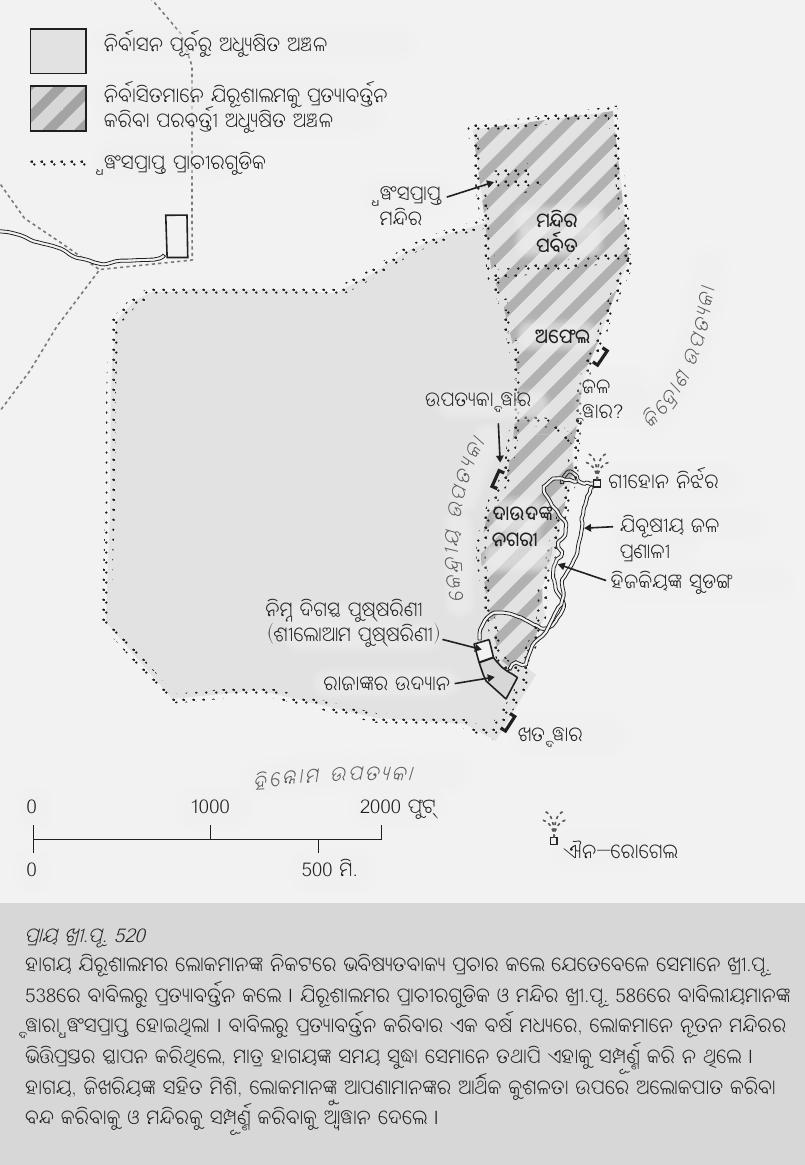 ନିର୍ବାସନ ପୂର୍ବରୁ ଅଧ୍ୟୁଷିତ ଅଞ୍ଚଳ
ନିର୍ବାସିତମାନେ ଯିରୂଶାଲମକୁ ପ୍ରତ୍ୟାବର୍ତ୍ତନ
କରିବା ପରବର୍ତ୍ତୀ ଅଧ୍ୟୁଷିତ ଅଞ୍ଚଳ
ଧ୍ୱଂସପ୍ରାପ୍ତ ପ୍ରାଚୀରଗୁଡିକ
ଧ୍ୱଂସପ୍ରାପ୍ତ
ମନ୍ଦିର
ମନ୍ଦିର
ପର୍ବତ
ଅଫେଲ
କିଦ୍ରୋଣ ଉପତ୍ୟକା
ଜଳ
ଦ୍ୱାର?
ଉପତ୍ୟକା ଦ୍ୱାର
କେନ୍ଦ୍ରୀୟ ଉପତ୍ୟକା
ଗୀହୋନ ନିର୍ଝର
ଦାଉଦଙ୍କ
ନଗରୀ
ଯିବୂଷୀୟ ଜଳ
ପ୍ରଣାଳୀ
ହିଜକିୟଙ୍କ ସୁଡଙ୍ଗ
ନିମ୍ନ ଦିଗସ୍ଥ ପୁଷ୍କରିଣୀ
(ଶୀଲୋଆମ ପୁଷ୍କରିଣୀ)
ରାଜାଙ୍କର ଉଦ୍ୟାନ
ଖତ ଦ୍ୱାର
ହିନ୍ନୋମ ଉପତ୍ୟକା
0 1000 2000 ଫୁଟ୍
0 500 ମି.
ଐନ–ରୋଗେଲ
ପ୍ରାୟ ଖ୍ରୀ.ପୂ. 520
ହାଗୟ ଯିରୂଶାଲମର ଲୋକମାନଙ୍କ ନିକଟରେ ଭବିଷ୍ୟତବାକ୍ୟ ପ୍ରଚାର କଲେ ଯେତେବେଳେ ସେମାନେ ଖ୍ରୀ.ପୂ.
538ରେ ବାବିଲରୁ ପ୍ରତ୍ୟାବର୍ତ୍ତନ କଲେ । ଯିରୂଶାଲମର ପ୍ରାଚୀରଗୁଡିକ ଓ ମନ୍ଦିର ଖ୍ରୀ.ପୂ. 586ରେ ବାବିଲୀୟମାନଙ୍କ
ଦ୍ୱାରା ଧ୍ୱଂସପ୍ରାପ୍ତ ହୋଇଥିଲା । ବାବିଲରୁ ପ୍ରତ୍ୟାବର୍ତ୍ତନ କରିବାର ଏକ ବର୍ଷ ମଧ୍ୟରେ, ଲୋକମାନେ ନୂତନ ମନ୍ଦିରର
ଭିତ୍ତିପ୍ରସ୍ତର ସ୍ଥାପନ କରିଥିଲେ, ମାତ୍ର ହାଗୟଙ୍କ ସମୟ ସୁଦ୍ଧା ସେମାନେ ତଥାପି ଏହାକୁ ସମ୍ପୂର୍ଣ୍ଣ କରି ନ ଥିଲେ ।
ହାଗୟ, ଜିଖରିୟଙ୍କ ସହିତ ମିଶି, ଲୋକମାନଙ୍କୁ ଆପଣାମାନଙ୍କର ଆର୍ଥିକ କୁଶଳତା ଉପରେ ଅଲୋକପାତ କରିବା
ବନ୍ଦ କରିବାକୁ ଓ ମନ୍ଦିରକୁ ସମ୍ପୂର୍ଣ୍ଣ କରିବାକୁ ଆହ୍ୱାନ ଦେଲେ ।